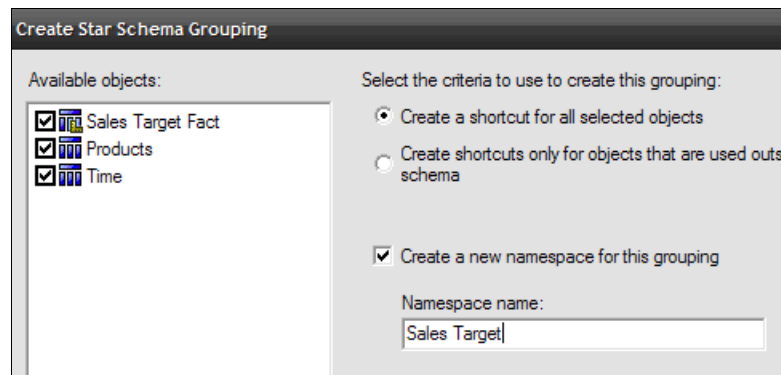 Create Star Schema Grouping
Available objects:
Sales Target Fact
Products
Time
Select the criteria to use to create this grouping:
Create a shortcut for all selected objects
Create shortcuts only for objects that are used outs
schema
Create a new namespace for this grouping
Namespace name:
Sales Target